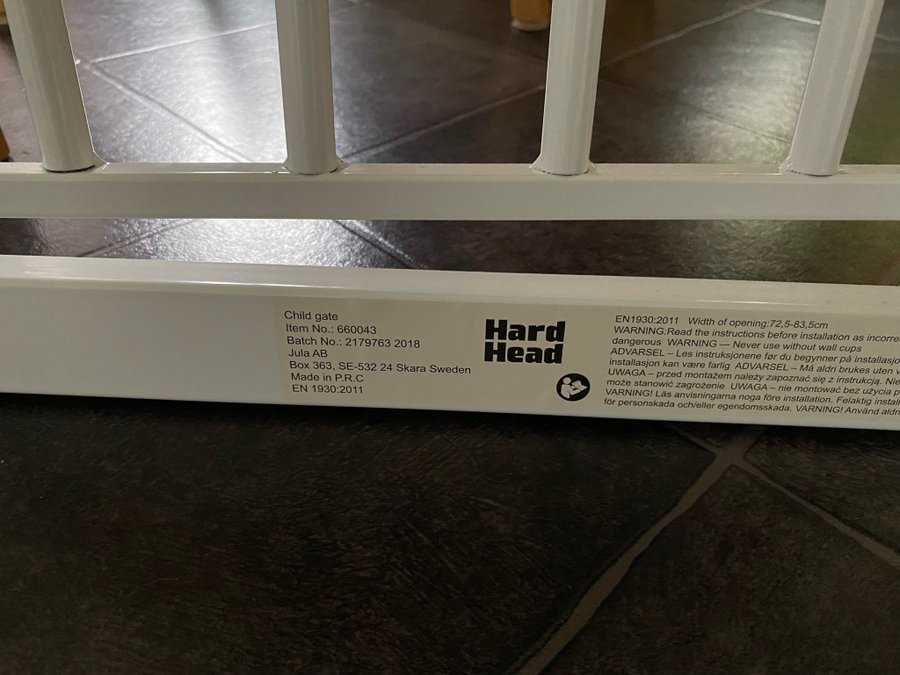 Child gate
Item No.: 660043
Batch No.: 2179763 2018
Jula AB
Box 363, SE-532 24 Skara Sweden
Made in P.R.C
EN 1930:2011
Hard
Head
EN1930:2011 Width of opening:72,5-83,5cm
WARNING:Read the instructions before installation as
dangerous WARNING — Never use without wall cups
ADVARSEL – Les instruksjonene før du begynner på
installasjon kan være farlig ADVARSEL – Må aldri brukes uten
UWAGA – przed montażem należy zapoznać się z instrukcją.
może stanowić zagrożenie UWAGA – nie montować bez użycia
VARNING! Läs anvisningarna noga före installation. Felaktig
för personskada och/eller egendomsskada. VARNING! Använd